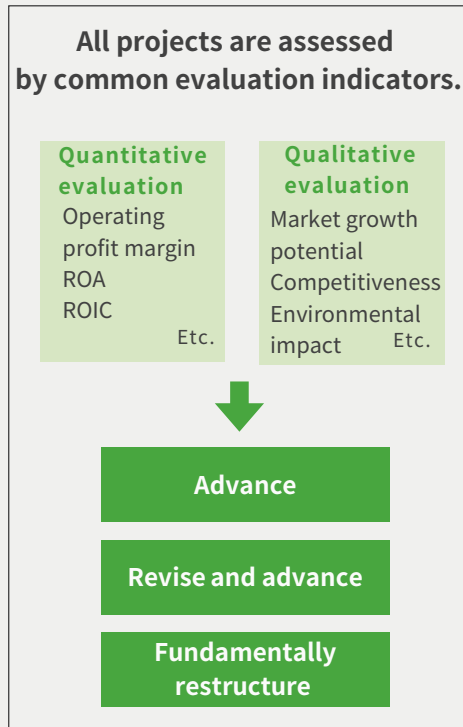 All projects are assessed
by common evaluation indicators.
Quantitative
evaluation
Operating
profit margin
ROA
ROIC
Etc.
Qualitative
evaluation
Market growth
potential
Competitiveness
Environmental
impact Etc.
Advance
Revise and advance
Fundamentally
restructure